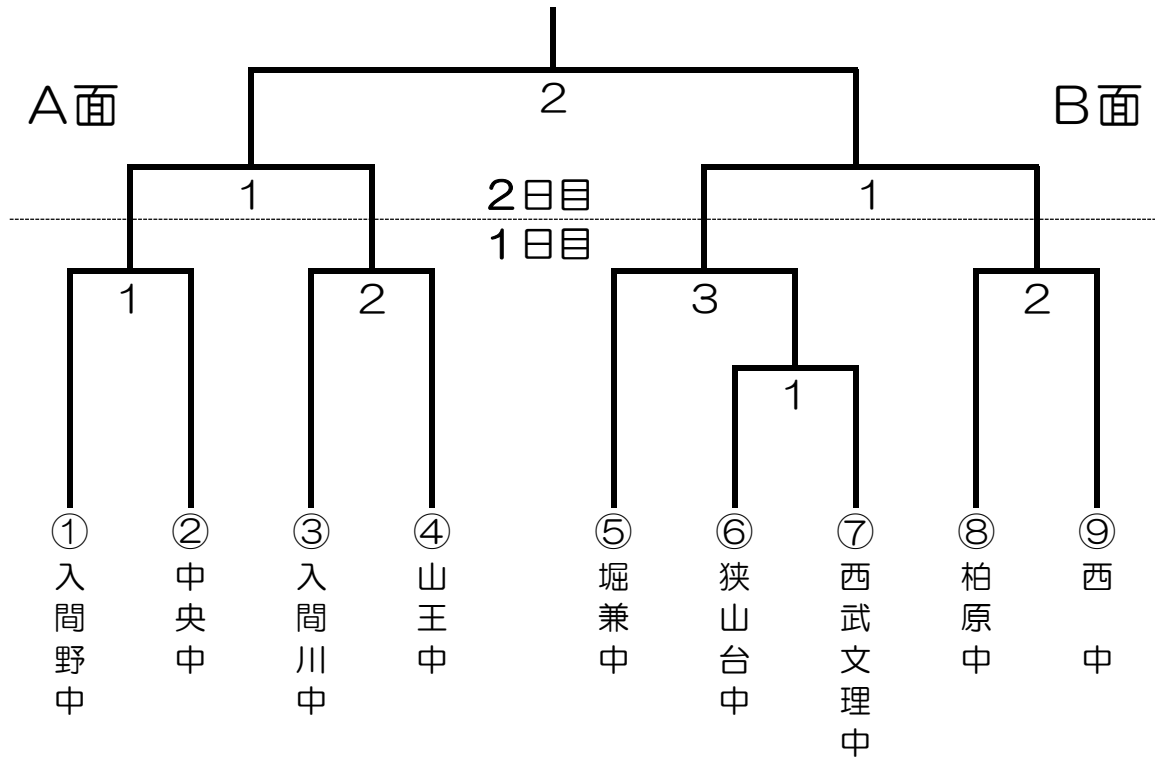 2
A面
B面
1
2日目
1
1日目
1
2
3
2
1
①入間野中
②中央中
③入間川中
④山王中
⑤堀兼中
⑥狭山台中
⑦西武文理中
⑧柏原中
⑨西　中